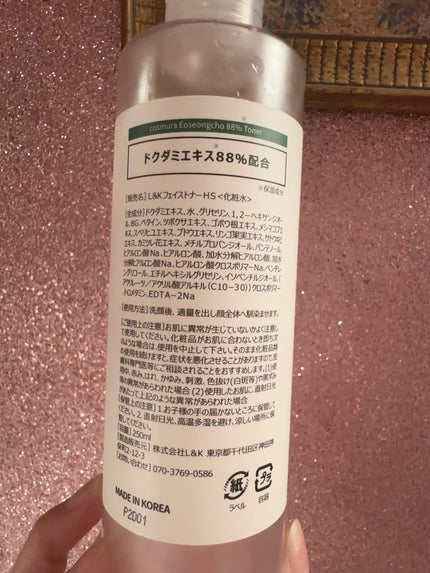 cosmura Eoseongcho 88% Toner
※
ドクダミエキス88%配合
※保湿成分
[販売名] L&KフェイストナーHS<化粧水>
[全成分]ドクダミエキス、水、グリセリン、1,2-ヘキサンジオ
ール、BG、ベタイン、ツボクサエキス、ゴボウ根エキス、メシマコブ
エキス、スベリヒユエキス、ブドウエキス、リンゴ果実エキス、サトウキビ
エキス、カミツレ花エキス、メチルプロパンジオール、パンテノール、
ヒアルロン酸Na、ヒアルロン酸、加水分解ヒアルロン酸、加水
分解ヒアルロン酸Na、ヒアルロン酸クロスポリマーNa、ペンチレ
ングリコール、エチルヘキシルグリセリン、イソペンチルジオール、(
アクリレーツ/アクリル酸アルキル(C10-30))クロスポリマー
、トロメタミン、EDTA-2Na
[使用方法] 洗顔後、適量を出し顔全体へ馴染ませます。
[ご使用上の注意] お肌に異常が生じていないかよく注意し
て使用してください。化粧品がお肌に合わないとき即ち次
のような場合は、使用を中止して下さい。そのまま化粧品類
の使用を続けますと、症状を悪化させることがありますので、皮
膚科専門医等にご相談されることをおすすめします。(1)使
用中、赤み、はれ、かゆみ、刺激、色抜け(白斑等)や黒ずみ
等の異常があらわれた場合 (2)使用したお肌に、直射日光
があたって上記のような異常があらわれた場合
[保管上の注意] 1.お子様の手の届かないところに保管して
ください。2. 直射日光、高温多湿を避け、涼しい場所に保
管してください。
[容量] 250ml
[製造販売元] 株式会社L&K 東京都千代田区神田神
保町2-12-3
[お問い合わせ] 070-3769-0586
MADE IN KOREA
P2001
紙
ラベル
プラ
容器